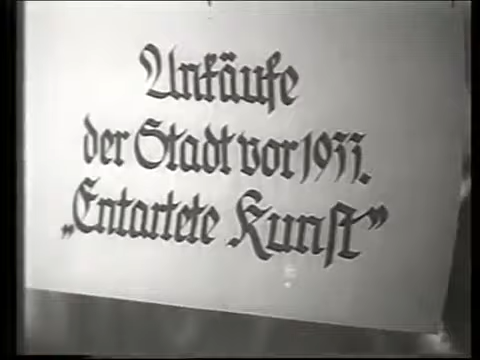 Ankäufe
der Stadt vor 1933.
„Entartete Kunst”